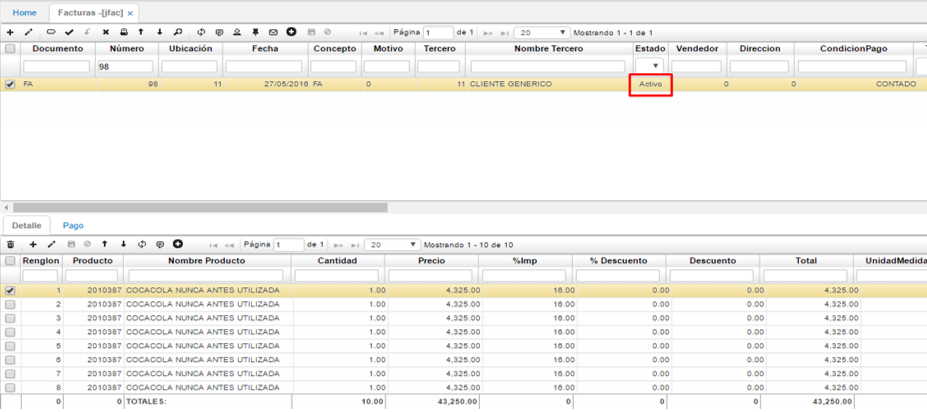 Home Facturas -[jfac] ×
Página 1 de 1 20 Mostrando 1 - 1 de 1
Documento Número Ubicación Fecha Concepto Motivo Tercero Nombre Tercero Estado Vendedor Direccion CondicionPago
98
FA 98 11 27/05/2016 FA 0 11 CLIENTE GENERICO Activo 0 0 CONTADO
Detalle Pago
Página 1 de 1 20 Mostrando 1 - 10 de 10
Renglon Producto Nombre Producto Cantidad Precio %Imp % Descuento Descuento Total UnidadMedida
1 2010387 COCACOLA NUNCA ANTES UTILIZADA 1.00 4,325.00 16.00 0.00 0.00 4,325.00
2 2010387 COCACOLA NUNCA ANTES UTILIZADA 1.00 4,325.00 16.00 0.00 0.00 4,325.00
3 2010387 COCACOLA NUNCA ANTES UTILIZADA 1.00 4,325.00 16.00 0.00 0.00 4,325.00
4 2010387 COCACOLA NUNCA ANTES UTILIZADA 1.00 4,325.00 16.00 0.00 0.00 4,325.00
5 2010387 COCACOLA NUNCA ANTES UTILIZADA 1.00 4,325.00 16.00 0.00 0.00 4,325.00
6 2010387 COCACOLA NUNCA ANTES UTILIZADA 1.00 4,325.00 16.00 0.00 0.00 4,325.00
7 2010387 COCACOLA NUNCA ANTES UTILIZADA 1.00 4,325.00 16.00 0.00 0.00 4,325.00
8 2010387 COCACOLA NUNCA ANTES UTILIZADA 1.00 4,325.00 16.00 0.00 0.00 4,325.00
0 0 TOTALES: 10.00 43,250.00 0 0 0 43,250.00